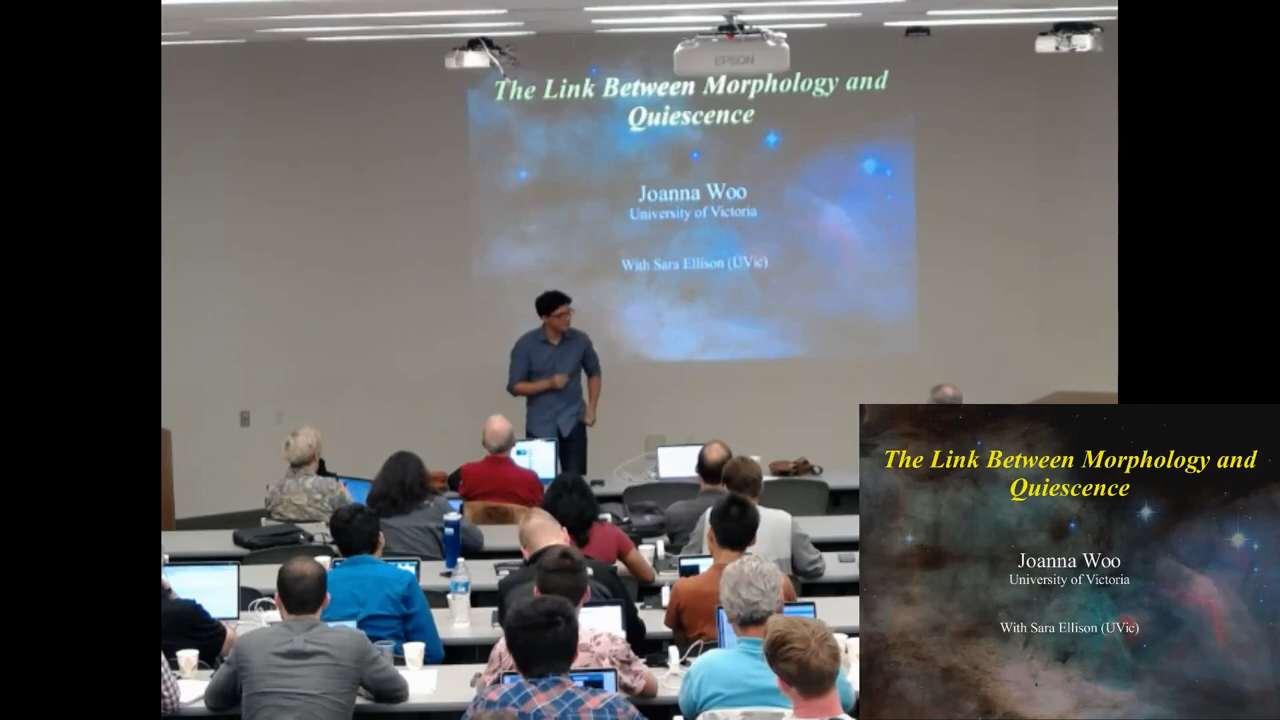 EPSON
The Link Between Morphology and
Quiescence
Joanna Woo
University of Victoria
With Sara Ellison (UVic)
The Link Between Morphology and
Quiescence
Joanna Woo
University of Victoria
With Sara Ellison (UVic)